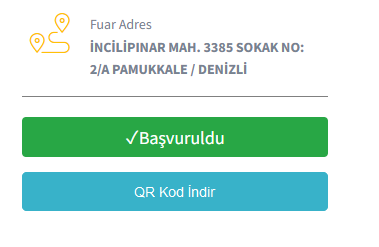 Fuar Adres
İNCİLİPINAR MAH. 3385 SOKAK NO:
2/A PAMUKKALE / DENİZLİ
✓Başvuruldu
QR Kod İndir